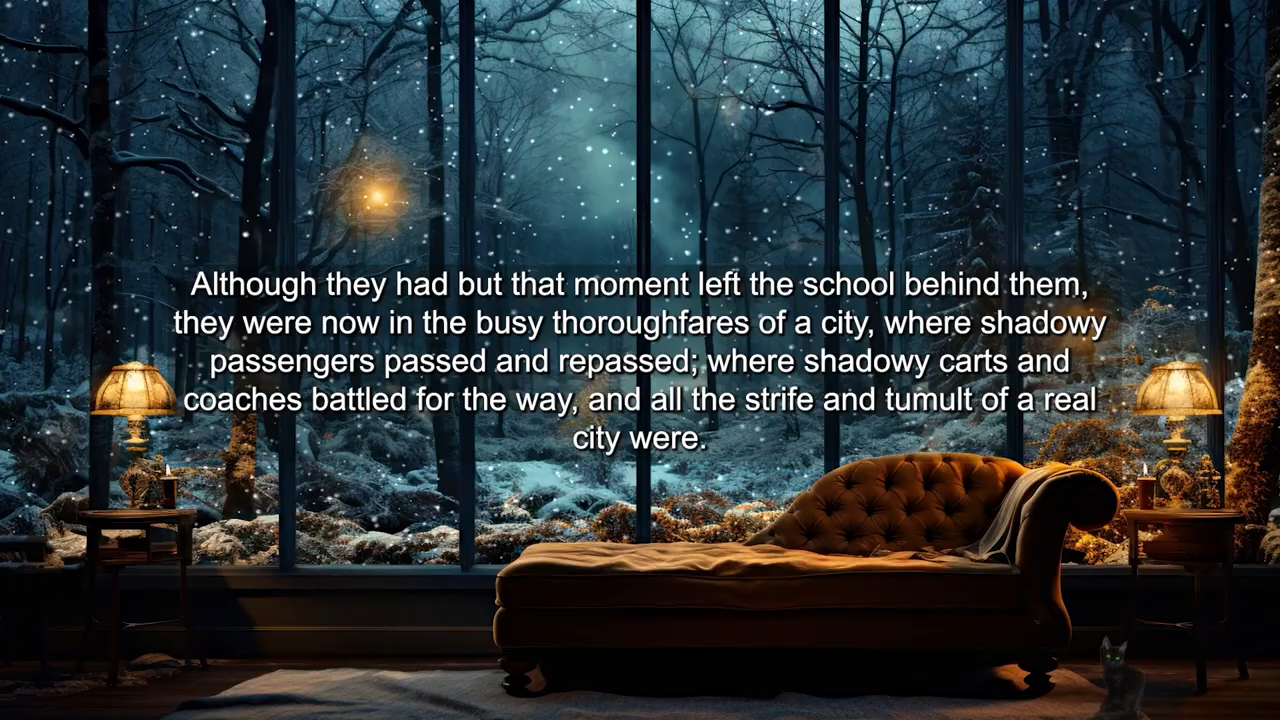 Although they had but that moment left the school behind them,
they were now in the busy thoroughfares of a city, where shadowy
passengers passed and repassed; where shadowy carts and
coaches battled for the way, and all the strife and tumult of a real
city were.